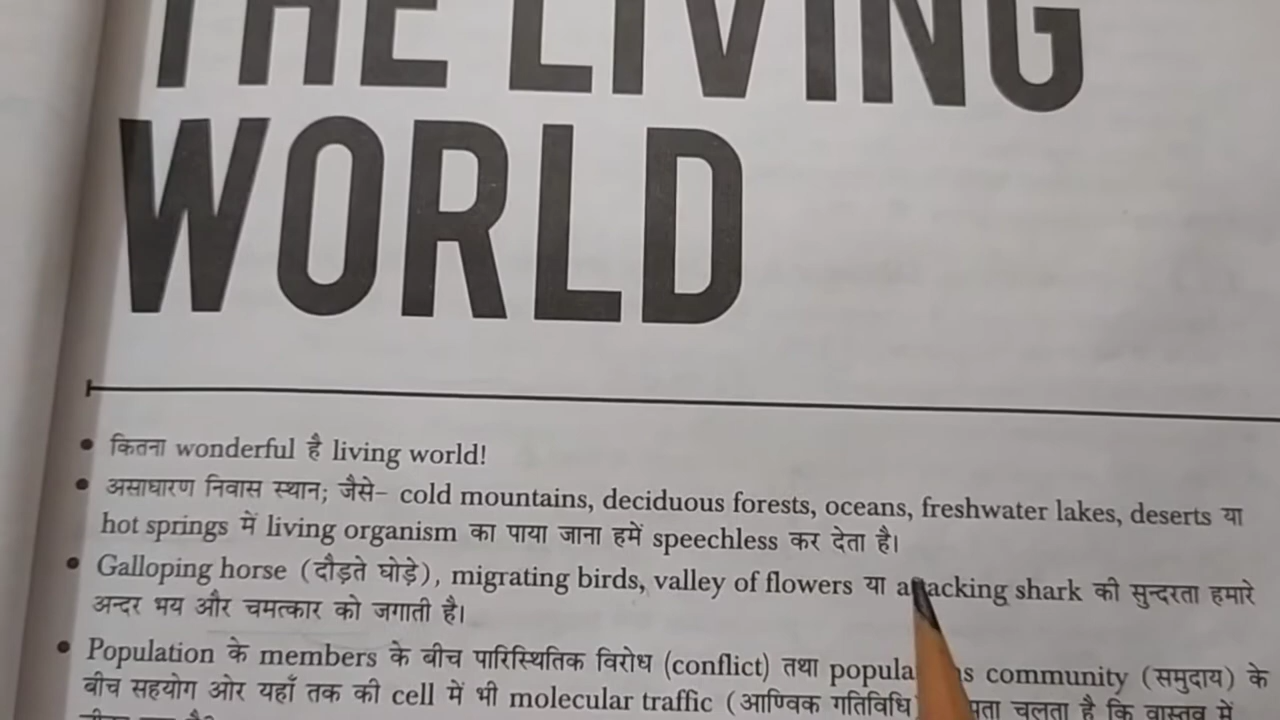 THE LIVING
WORLD
• कितना wonderful है living world!
• असाधारण निवास स्थान; जैसे- cold mountains, deciduous forests, oceans, freshwater lakes, deserts या
hot springs में living organism का पाया जाना हमें speechless कर देता है।
• Galloping horse (दौड़ते घोड़े), migrating birds, valley of flowers या attacking shark की सुन्दरता हमारे
अन्दर भय और चमत्कार को जगाती है।
• Population के members के बीच पारिस्थितिक विरोध (conflict) तथा community (समुदाय) के
बीच सहयोग ओर यहाँ तक की cell में भी molecular traffic (आण्विक गतिविधि चलता है कि वास्तव में